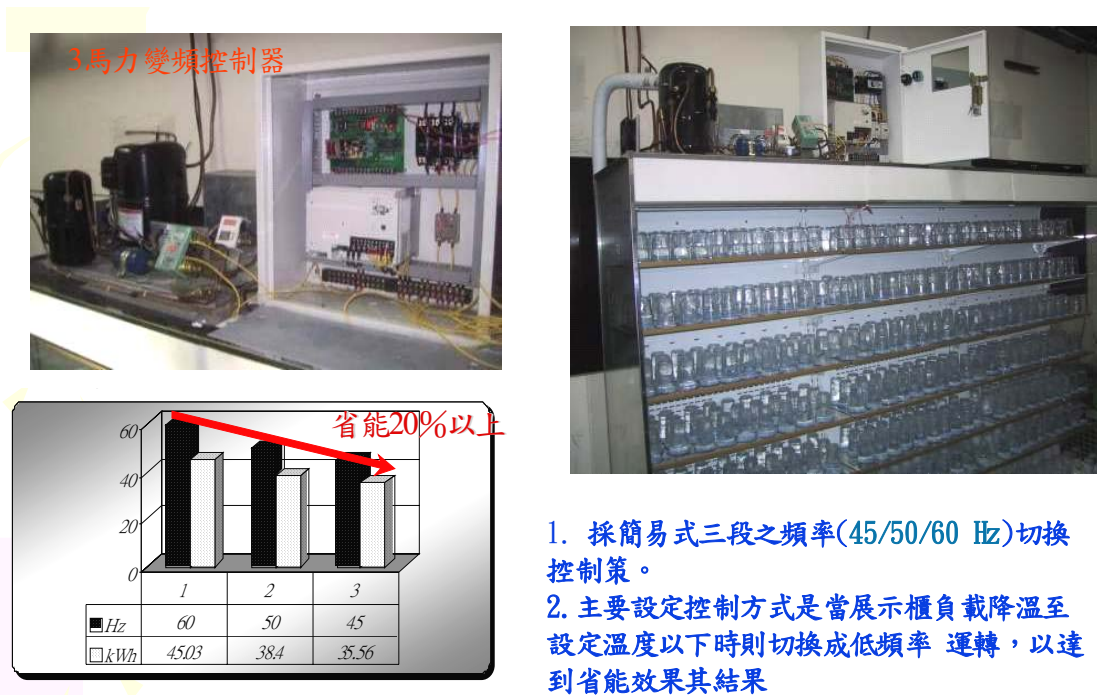 3馬力變頻控制器
省能20%以上
60
40
20
0
1 2 3
Hz 60 50 45
kWh 45.03 38.4 35.56
1. 採簡易式三段之頻率(45/50/60 Hz)切換
控制策。
2.主要設定控制方式是當展示櫃負載降溫至
設定溫度以下時則切換成低頻率 運轉，以達
到省能效果其結果